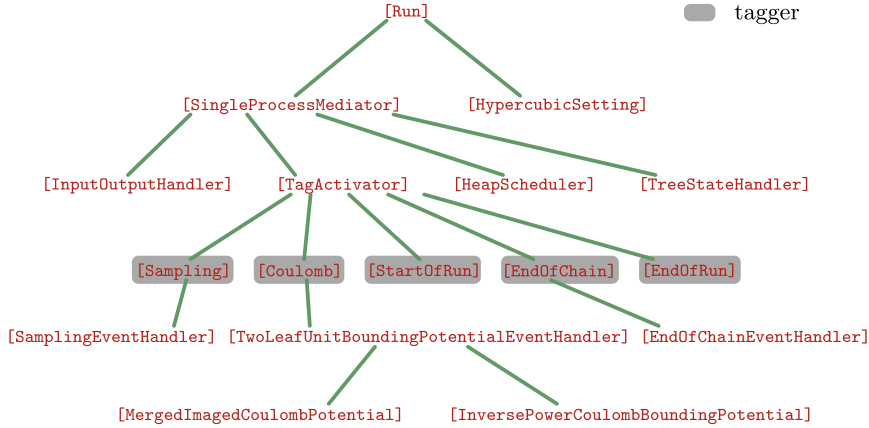 [Run]
tagger
[SingleProcessMediator]
[HypercubicSetting]
[InputOutputHandler]
[TagActivator]
[HeapScheduler]
[TreeStateHandler]
[Sampling]
[Coulomb]
[StartOfRun]
[EndOfChain]
[EndOfRun]
[SamplingEventHandler]
[TwoLeafUnitBoundingPotentialEventHandler]
[EndOfChainEventHandler]
[MergedImagedCoulombPotential]
[InversePowerCoulombBoundingPotential]